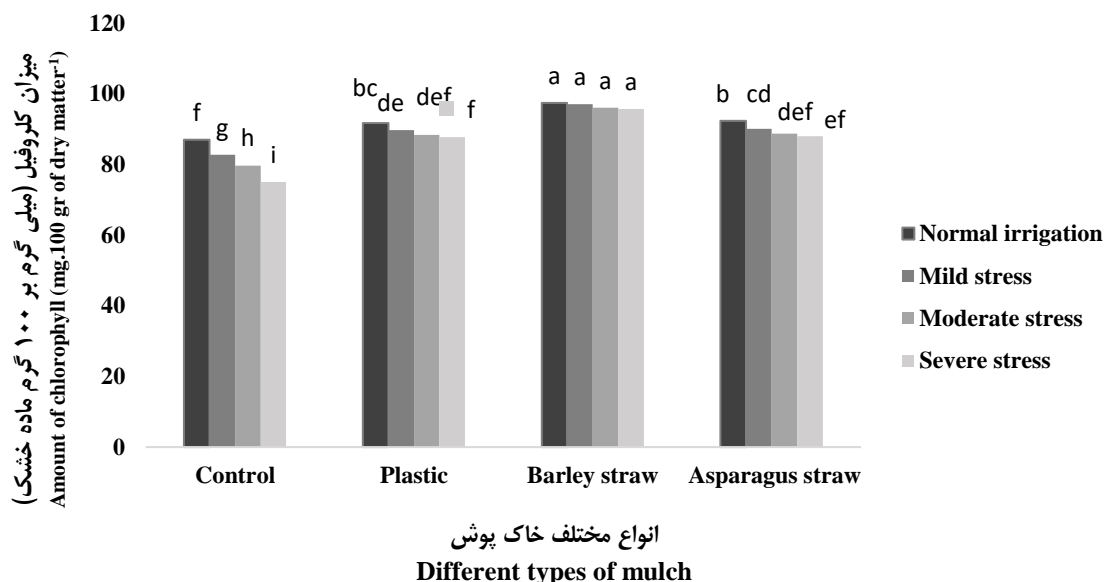 میزان کلروفیل (میلی گرم بر ۱۰۰ گرم ماده خشک)
Amount of chlorophyll (mg.100 gr of dry matter-1)
120
100
80
60
40
20
0
f
g
h
i
bc
de
def
f
a
a
a
a
b
cd
def
ef
Control
Plastic
Barley straw
Asparagus straw
Normal irrigation
Mild stress
Moderate stress
Severe stress
انواع مختلف خاک پوش
Different types of mulch